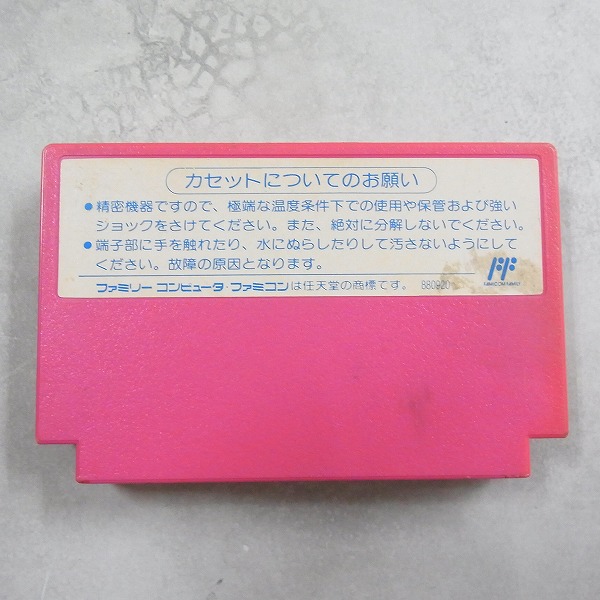 カセットについてのお願い
●精密機器ですので、極端な温度条件下での使用や保管および強い
ショックをさけてください。また、絶対に分解しないでください。
●端子部に手を触れたり、水にぬらしたりして汚さないようにして
ください。故障の原因となります。
ファミリー コンピュータ・ファミコンは任天堂の商標です。 880920
FAMICOM FAMILY